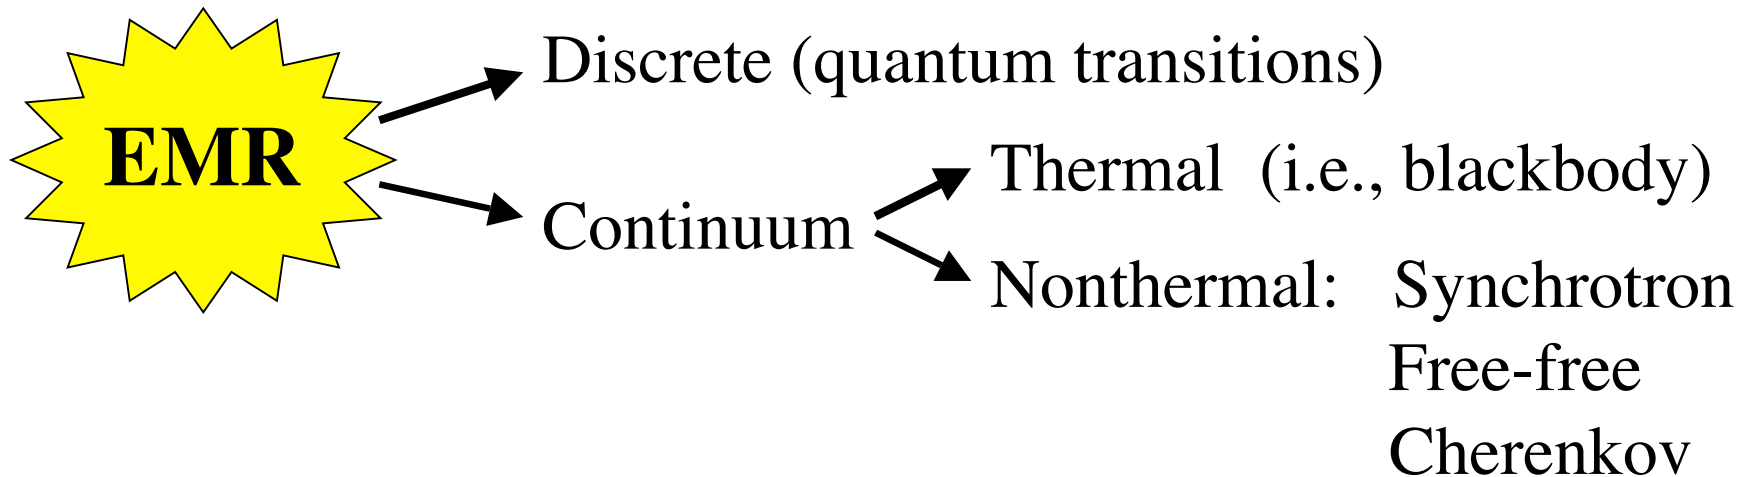 Discrete (quantum transitions)
EMR
Thermal (i.e., blackbody)
Continuum
Nonthermal: Synchrotron
Free-free
Cherenkov